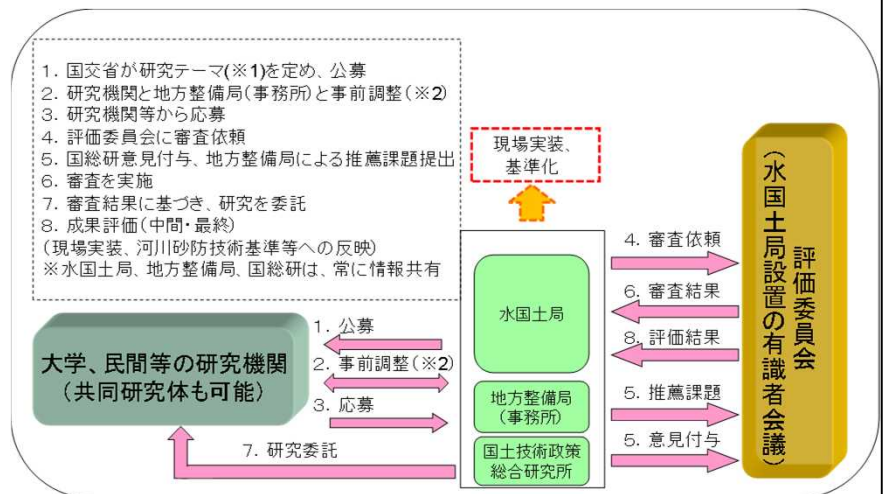 1. 国交省が研究テーマ(※1)を定め、公募
2. 研究機関と地方整備局(事務所)と事前調整(※2)
3. 研究機関等から応募
4. 評価委員会に審査依頼
5. 国総研意見付与、地方整備局による推薦課題提出
6. 審査を実施
7. 審査結果に基づき、研究を委託
8. 成果評価(中間・最終)
(現場実装、河川砂防技術基準等への反映)
※水国土局、地方整備局、国総研は、常に情報共有
現場実装、
基準化
大学、民間等の研究機関
(共同研究体も可能)
1. 公募
2. 事前調整(※2)
3. 応募
7. 研究委託
水国土局
地方整備局
(事務所)
国土技術政策
総合研究所
4. 審査依頼
6. 審査結果
8. 評価結果
5. 推薦課題
5. 意見付与
評価委員会
(水国土局設置の有識者会議)